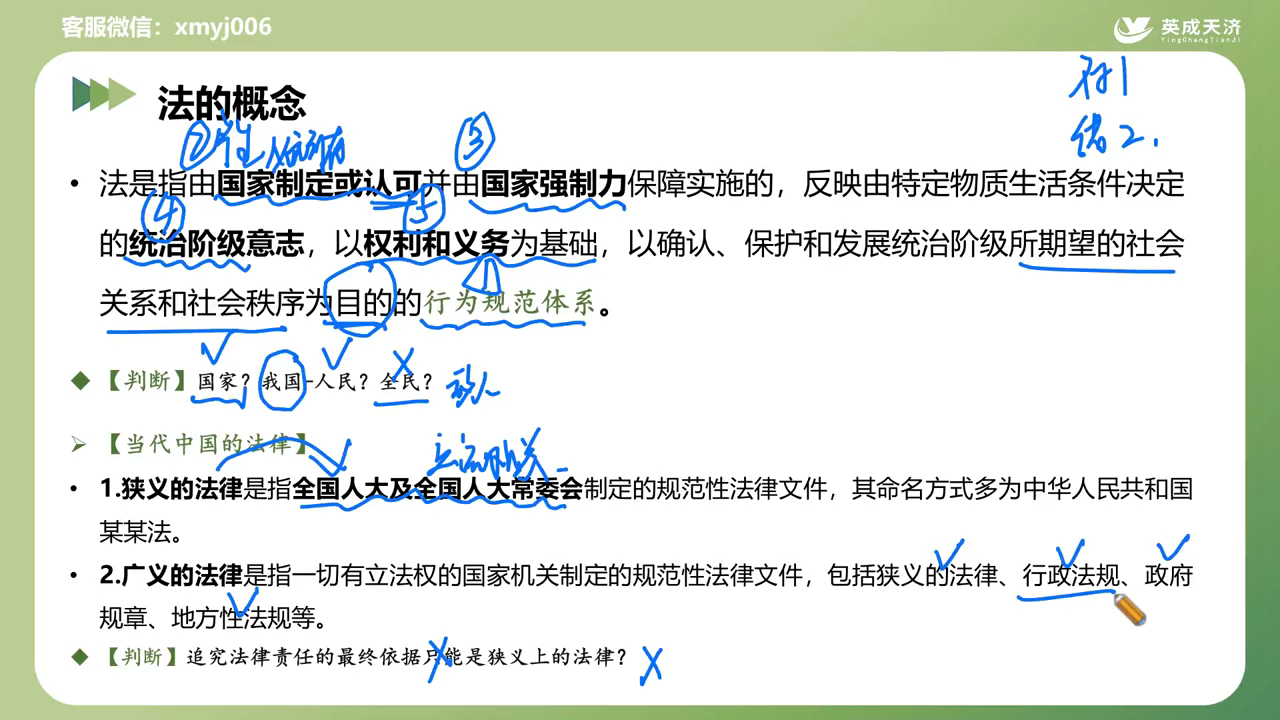 客服微信：xmyj006
英成天济
YingChengTianJi
法的概念
②
③
2.
• 法是指由国家制定或认可并由国家强制力保障实施的，反映由特定物质生活条件决定
④
⑤
的统治阶级意志，以权利和义务为基础，以确认、保护和发展统治阶级所期望的社会
①
关系和社会秩序为目的的行为规范体系。
◆ 【判断】国家？我国-人民？全民？
➢ 【当代中国的法律】
• 1.狭义的法律是指全国人大及全国人大常委会制定的规范性法律文件，其命名方式多为中华人民共和国
某某法。
• 2.广义的法律是指一切有立法权的国家机关制定的规范性法律文件，包括狭义的法律、行政法规、政府
规章、地方性法规等。
◆ 【判断】追究法律责任的最终依据只能是狭义上的法律？